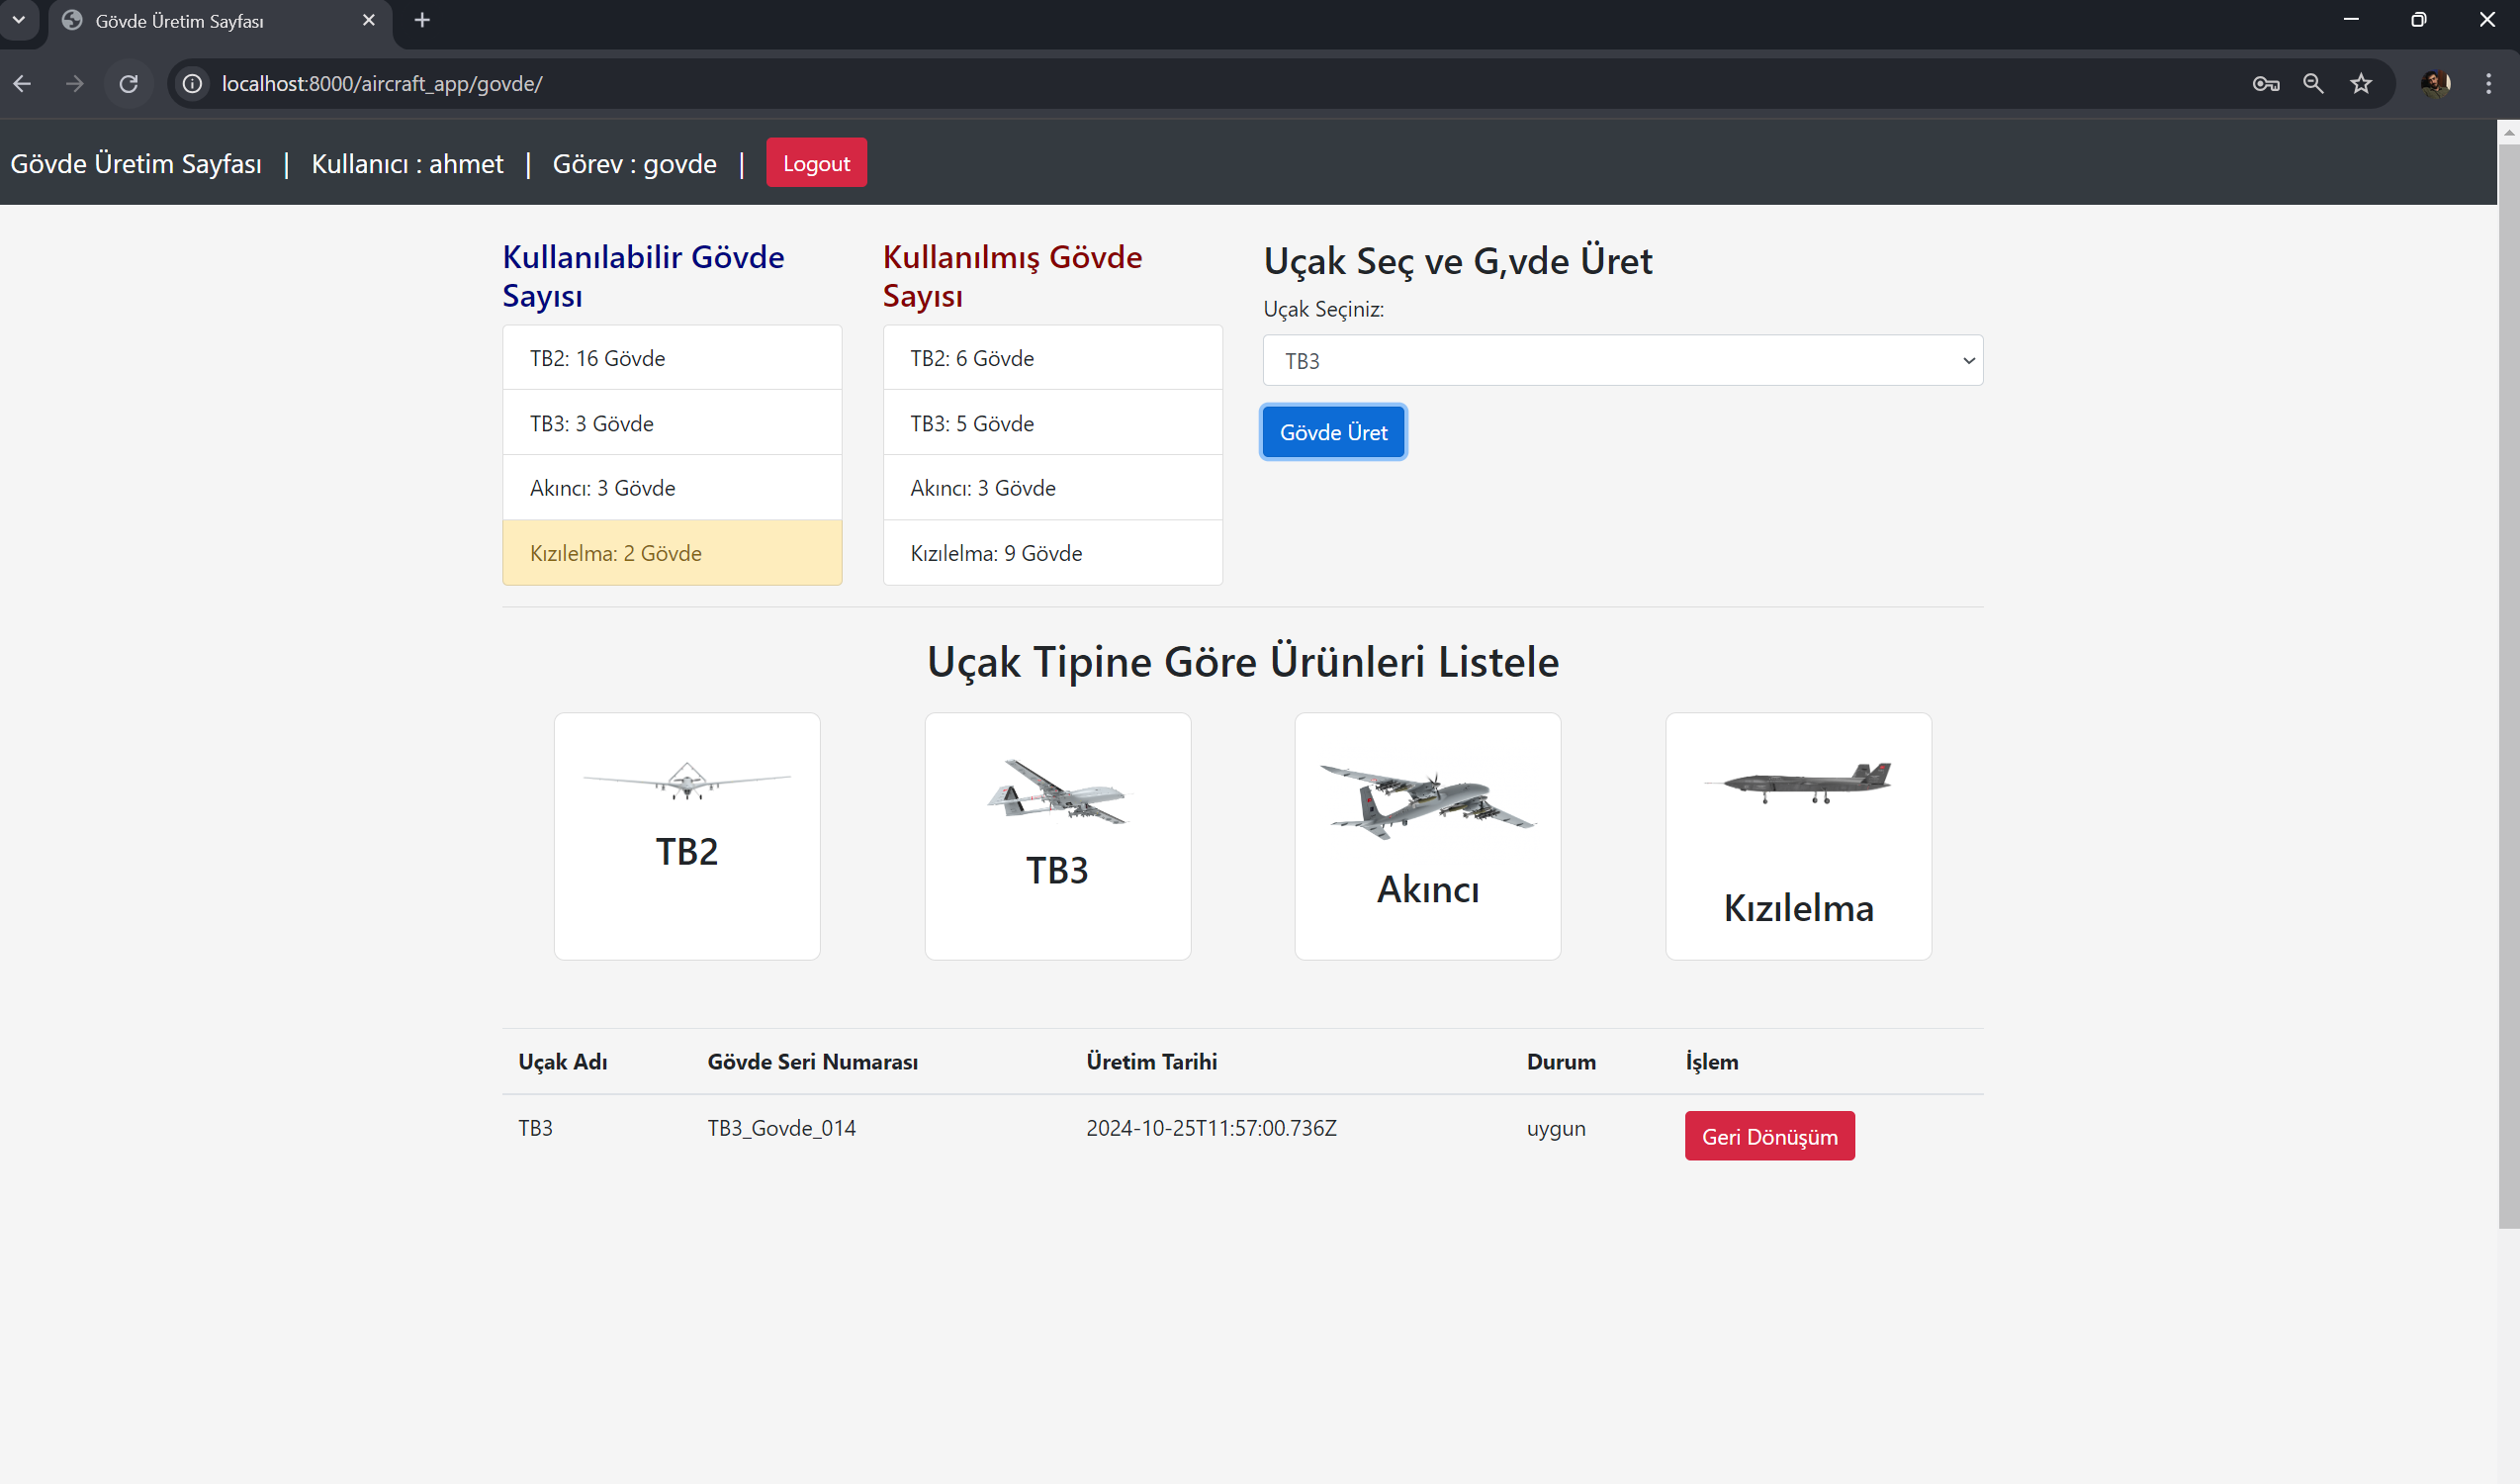 Gövde Üretim Sayfası
localhost:8000/aircraft_app/govde/
Gövde Üretim Sayfası | Kullanıcı : ahmet | Görev : govde | Logout
Kullanılabilir Gövde
Sayısı
TB2: 16 Gövde
TB3: 3 Gövde
Akıncı: 3 Gövde
Kızılelma: 2 Gövde
Kullanılmış Gövde
Sayısı
TB2: 6 Gövde
TB3: 5 Gövde
Akıncı: 3 Gövde
Kızılelma: 9 Gövde
Uçak Seç ve G,vde Üret
Uçak Seçiniz:
TB3
Gövde Üret
Uçak Tipine Göre Ürünleri Listele
TB2
TB3
Akıncı
Kızılelma
Uçak Adı Gövde Seri Numarası Üretim Tarihi Durum İşlem
TB3 TB3_Govde_014 2024-10-25T11:57:00.736Z uygun Geri Dönüşüm